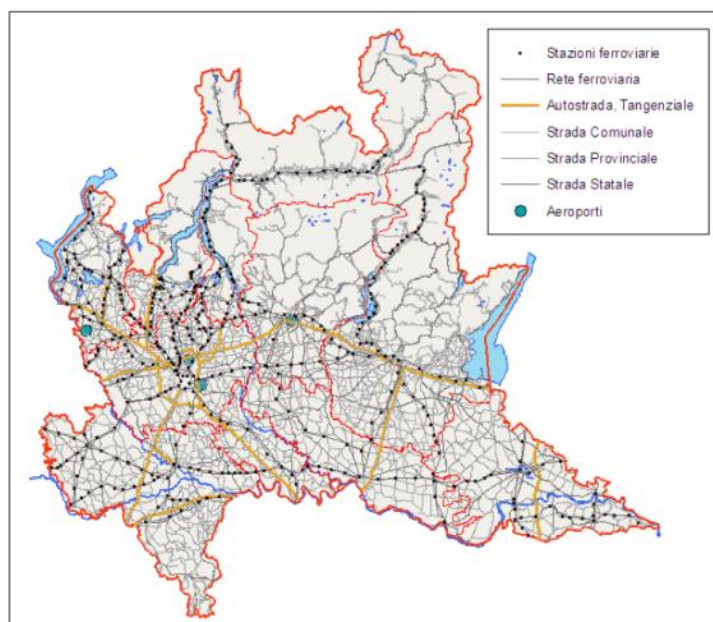 Stazioni ferroviarie
Rete ferroviaria
Autostrada, Tangenziale
Strada Comunale
Strada Provinciale
Strada Statale
Aeroporti